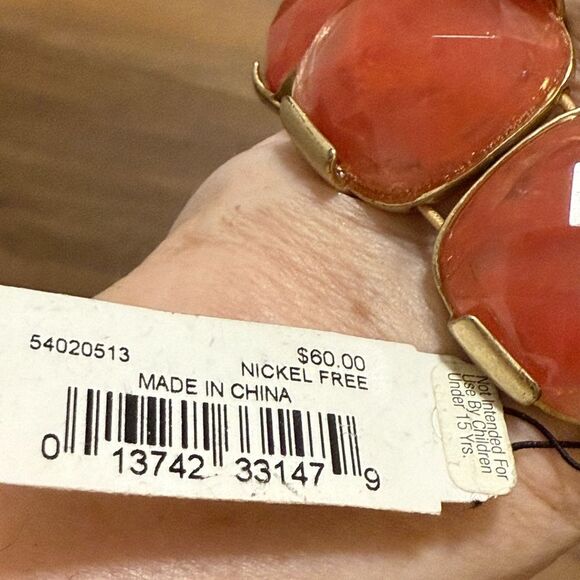 54020513
$60.00
NICKEL FREE
MADE IN CHINA
0 13742 33147 9
Not Intended For
Use By Children
Under 15 Yrs.